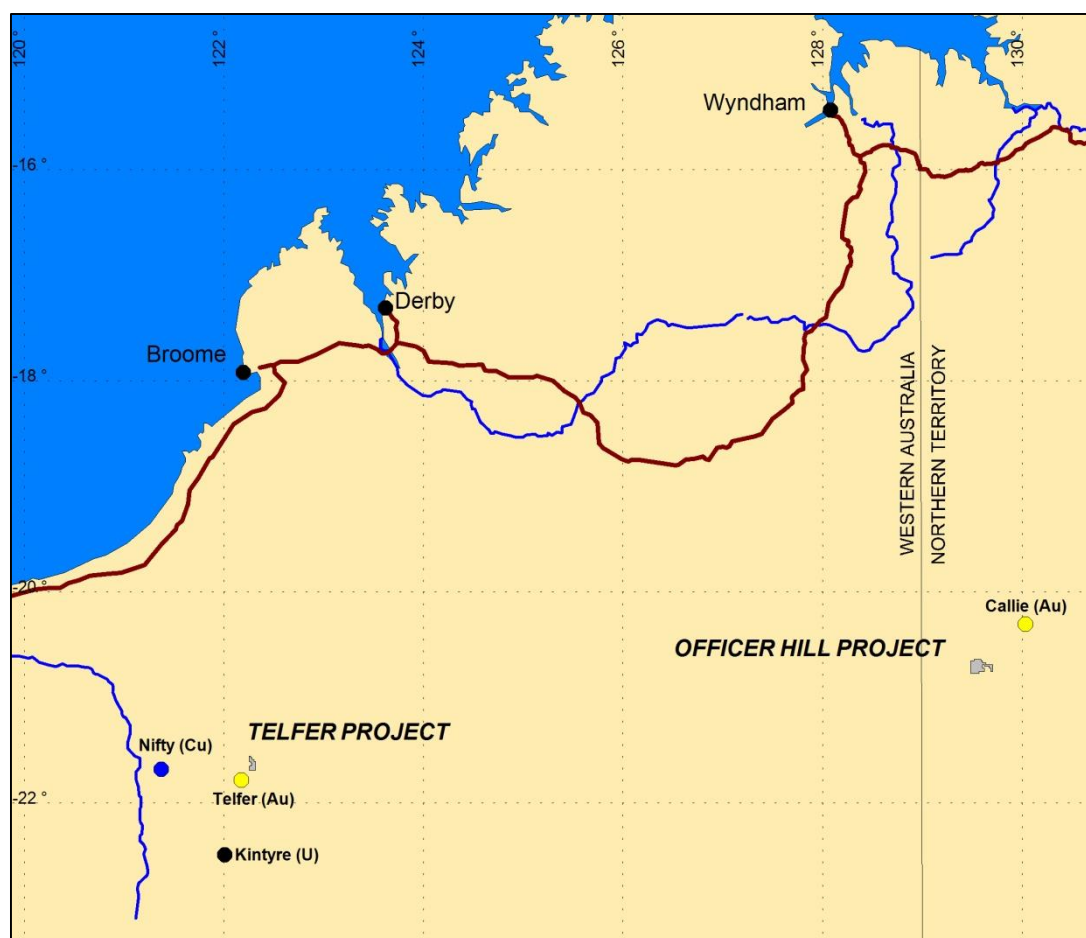 120 °
122 °
124 °
126 °
128 °
130 °
Wyndham
-16 °
Derby
Broome
-18 °
WESTERN AUSTRALIA
NORTHERN TERRITORY
-20 °
Callie (Au)
OFFICER HILL PROJECT
TELFER PROJECT
Nifty (Cu)
Telfer (Au)
-22 °
Kintyre (U)